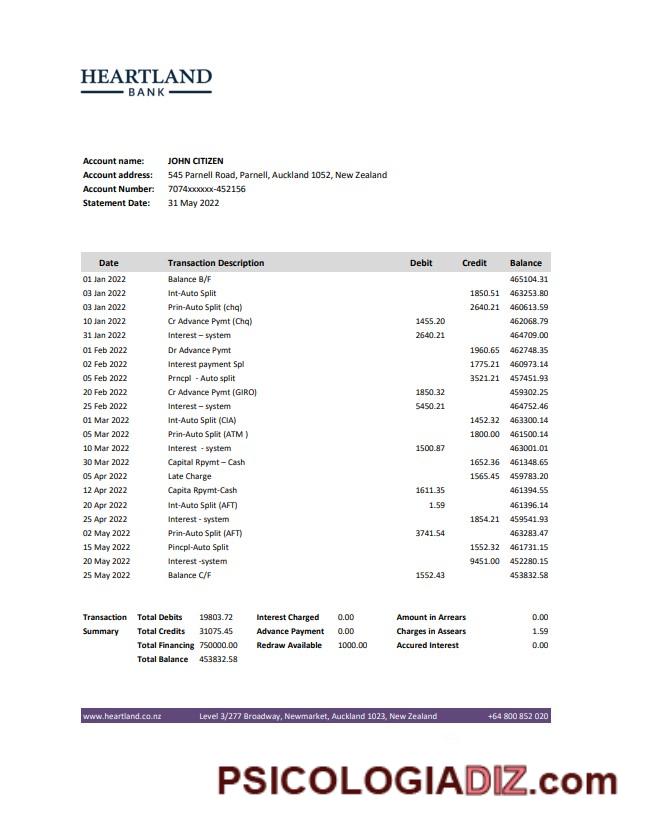 HEARTLAND
BANK
Account name: JOHN CITIZEN
Account address: 545 Parnell Road, Parnell, Auckland 1052, New Zealand
Account Number: 7074xxxxxx-452156
Statement Date: 31 May 2022
Date Transaction Description Debit Credit Balance
01 Jan 2022 Balance B/F 465104.31
03 Jan 2022 Int-Auto Split 1850.51 463253.80
03 Jan 2022 Prin-Auto Split (chq) 2640.21 460613.59
10 Jan 2022 Cr Advance Pymt (Chq) 1455.20 462068.79
31 Jan 2022 Interest – system 2640.21 464709.00
01 Feb 2022 Dr Advance Pymt 1960.65 462748.35
02 Feb 2022 Interest payment Spl 1775.21 460973.14
05 Feb 2022 Prncpl - Auto split 3521.21 457451.93
20 Feb 2022 Cr Advance Pymt (GIRO) 1850.32 459302.25
25 Feb 2022 Interest – system 5450.21 464752.46
01 Mar 2022 Int-Auto Split (CIA) 1452.32 463300.14
05 Mar 2022 Prin-Auto Split (ATM ) 1800.00 461500.14
10 Mar 2022 Interest - system 1500.87 463001.01
30 Mar 2022 Capital Rpymt – Cash 1652.36 461348.65
05 Apr 2022 Late Charge 1565.45 459783.20
12 Apr 2022 Capita Rpymt-Cash 1611.35 461394.55
20 Apr 2022 Int-Auto Split (AFT) 1.59 461396.14
25 Apr 2022 Interest - system 1854.21 459541.93
02 May 2022 Prin-Auto Split (AFT) 3741.54 463283.47
15 May 2022 Pincpl-Auto Split 1552.32 461731.15
20 May 2022 Interest -system 9451.00 452280.15
25 May 2022 Balance C/F 1552.43 453832.58
Transaction Total Debits 19803.72 Interest Charged 0.00 Amount in Arrears 0.00
Summary Total Credits 31075.45 Advance Payment 0.00 Charges in Assears 1.59
Total Financing 750000.00 Redraw Available 1000.00 Accured Interest 0.00
Total Balance 453832.58
www.heartland.co.nz Level 3/277 Broadway, Newmarket, Auckland 1023, New Zealand +64 800 852 020
PSICOLOGIADIZ.com